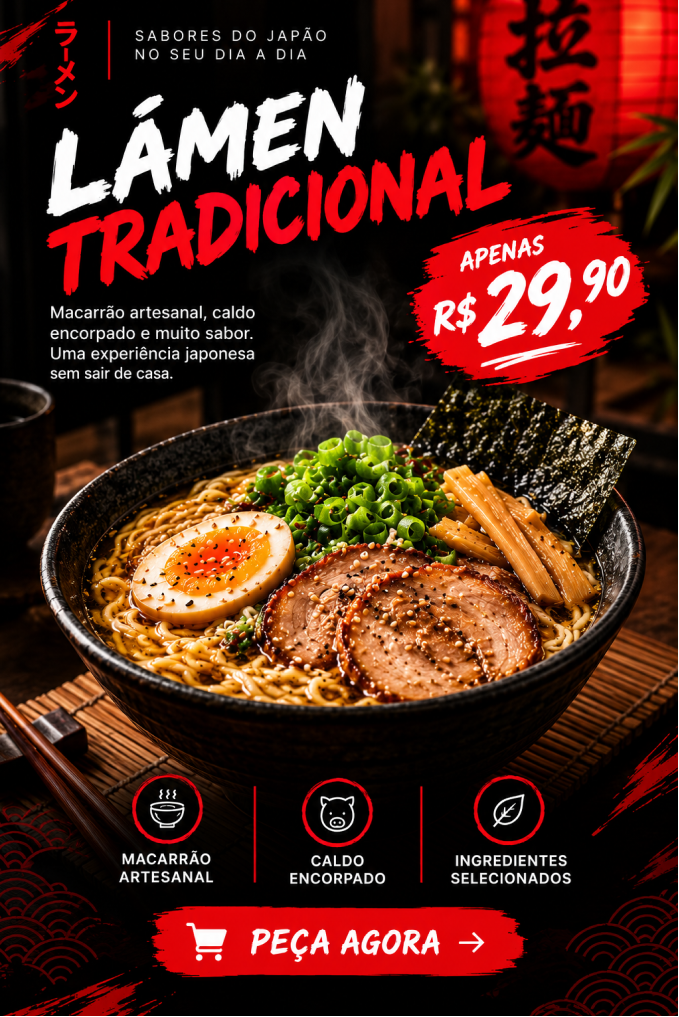 ラーメン
SABORES DO JAPÃO
NO SEU DIA A DIA
拉麺
LÁMEN
TRADICIONAL
APENAS
R$ 29,90
Macarrão artesanal, caldo
encorpado e muito sabor.
Uma experiência japonesa
sem sair de casa.
MACARRÃO
ARTESANAL
CALDO
ENCORPADO
INGREDIENTES
SELECIONADOS
PEÇA AGORA →